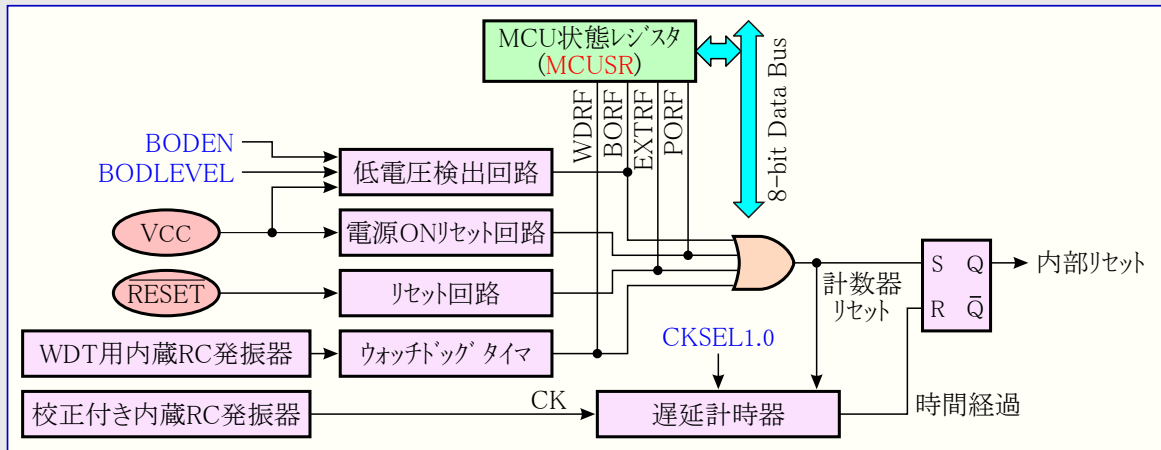 MCU状態レジスタ
(MCUSR)
WDRF
BORF
EXTRF
PORF
8-bit Data Bus
BODEN
BODLEVEL
低電圧検出回路
VCC
電源ONリセット回路
RESET
リセット回路
WDT用内蔵RC発振器
ウォッチドッグ タイマ
校正付き内蔵RC発振器
CK
CKSEL1.0
遅延計時器
時間経過
計数器
リセット
S Q
R Q̅
内部リセット